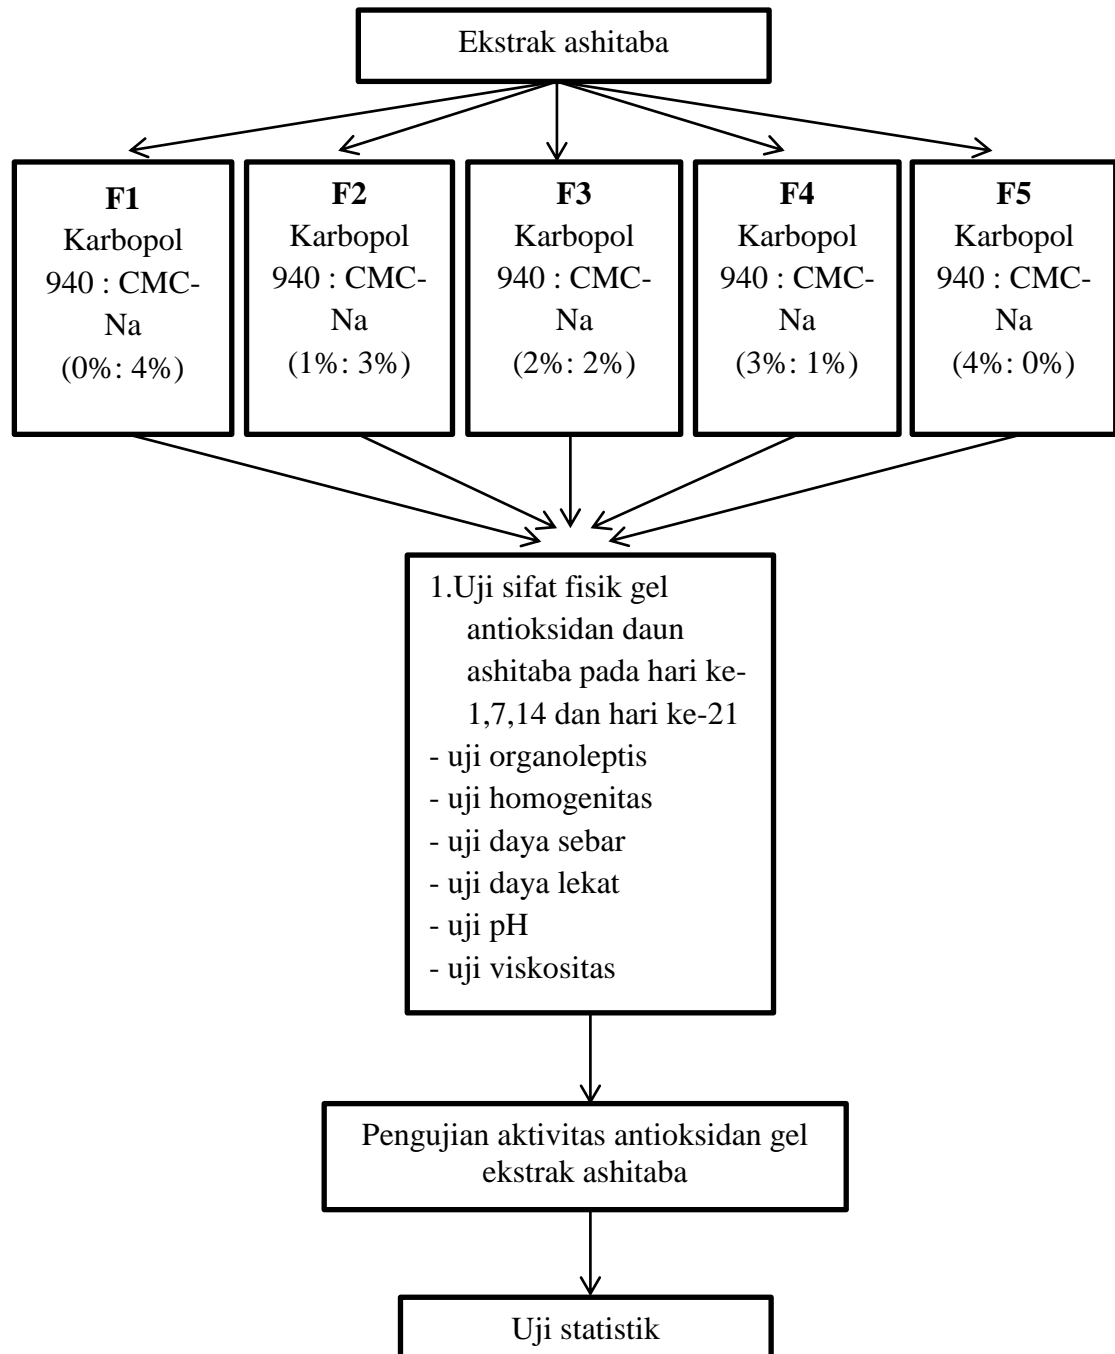 Ekstrak ashitaba
F1
Karbopol
940 : CMC-
Na
(0%: 4%)
F2
Karbopol
940 : CMC-
Na
(1%: 3%)
F3
Karbopol
940 : CMC-
Na
(2%: 2%)
F4
Karbopol
940 : CMC-
Na
(3%: 1%)
F5
Karbopol
940 : CMC-
Na
(4%: 0%)
1.Uji sifat fisik gel
antioksidan daun
ashitaba pada hari ke-
1,7,14 dan hari ke-21
- uji organoleptis
- uji homogenitas
- uji daya sebar
- uji daya lekat
- uji pH
- uji viskositas
Pengujian aktivitas antioksidan gel
ekstrak ashitaba
Uji statistik